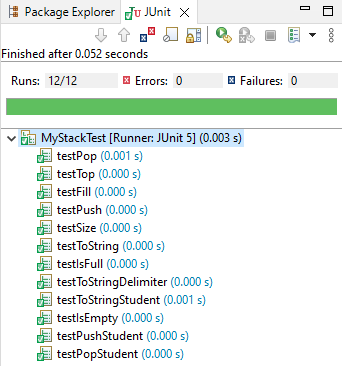 Package Explorer JUnit
Finished after 0.052 seconds
Runs: 12/12 Errors: 0 Failures: 0
MyStackTest [Runner: JUnit 5] (0.003 s)
testPop (0.001 s)
testTop (0.000 s)
testFill (0.000 s)
testPush (0.000 s)
testSize (0.000 s)
testToString (0.000 s)
testIsFull (0.000 s)
testToStringDelimiter (0.000 s)
testToStringStudent (0.001 s)
testIsEmpty (0.000 s)
testPushStudent (0.000 s)
testPopStudent (0.000 s)